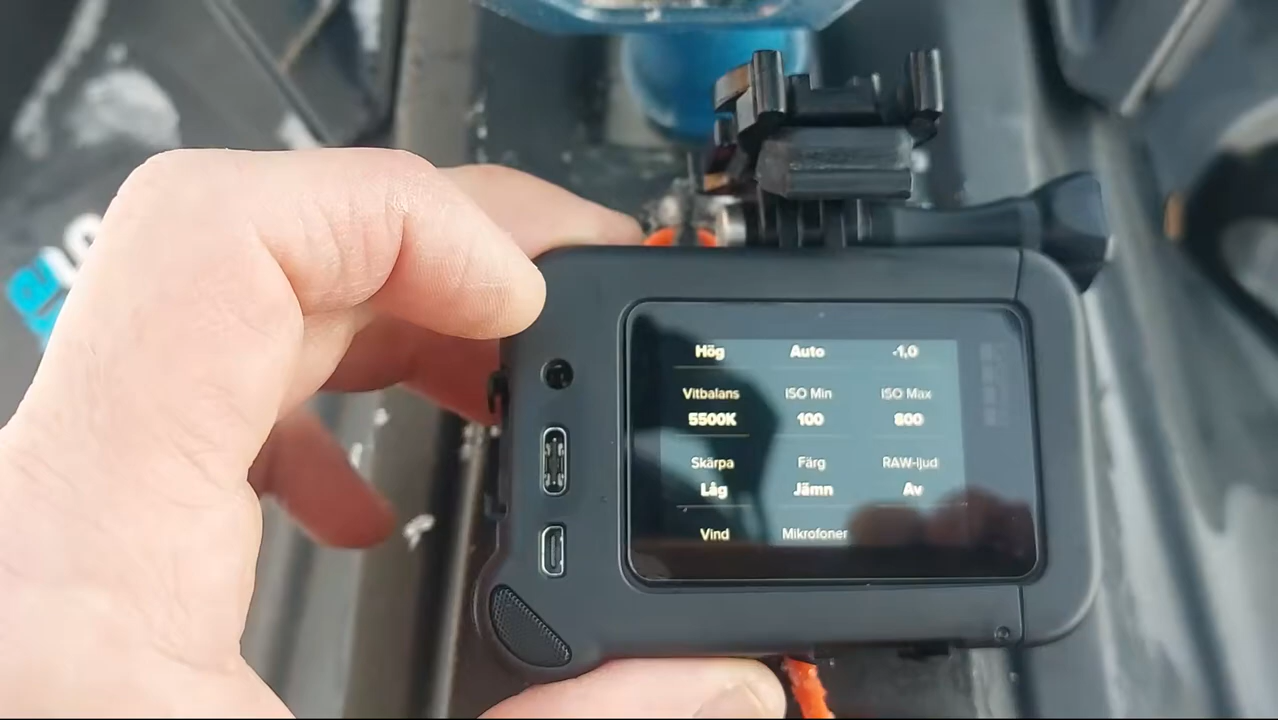 Hög Auto -1,0
Vitbalans ISO Min ISO Max
5500K 100 800
Skärpa Färg RAW-ljud
Låg Jämn Av
Vind Mikrofoner